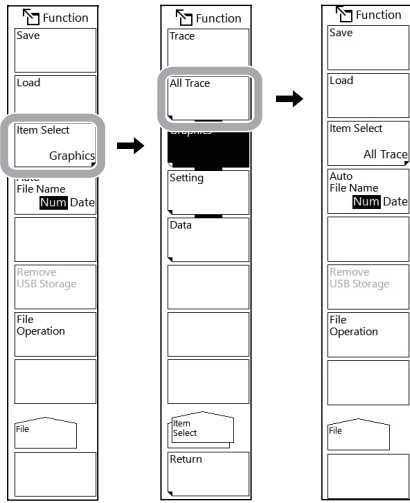 Function
Save
Load
Item Select
Graphics
Auto
File Name
Num Date
Remove
USB Storage
File
Operation
File
Function
Trace
All Trace
Graphics
Setting
Data
Item
Select
Return
Function
Save
Load
Item Select
All Trace
Auto
File Name
Num Date
Remove
USB Storage
File
Operation
File